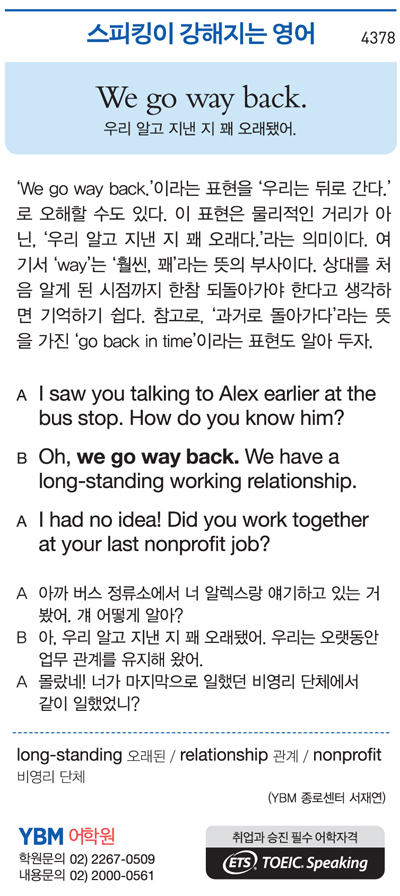 스피킹이 강해지는 영어 4378
We go way back.
우리 알고 지낸 지 꽤 오래됐어.
‘We go way back.’이라는 표현을 ‘우리는 뒤로 간다.’
로 오해할 수도 있다. 이 표현은 물리적인 거리가 아
닌, ‘우리 알고 지낸 지 꽤 오래다.’라는 의미이다. 여
기서 ‘way’는 ‘훨씬, 꽤’라는 뜻의 부사이다. 상대를 처
음 알게 된 시점까지 한참 되돌아가야 한다고 생각하
면 기억하기 쉽다. 참고로, ‘과거로 돌아가다’라는 뜻
을 가진 ‘go back in time’이라는 표현도 알아 두자.
A I saw you talking to Alex earlier at the
bus stop. How do you know him?
B Oh, we go way back. We have a
long-standing working relationship.
A I had no idea! Did you work together
at your last nonprofit job?
A 아까 버스 정류소에서 너 알렉스랑 얘기하고 있는 거
봤어. 걔 어떻게 알아?
B 아, 우리 알고 지낸 지 꽤 오래됐어. 우리는 오랫동안
업무 관계를 유지해 왔어.
A 몰랐네! 너가 마지막으로 일했던 비영리 단체에서
같이 일했었니?
long-standing 오래된 / relationship 관계 / nonprofit
비영리 단체
(YBM 종로센터 서재연)
YBM 어학원
학원문의 02) 2267-0509
내용문의 02) 2000-0561
취업과 승진 필수 어학자격
ETS TOEIC. Speaking